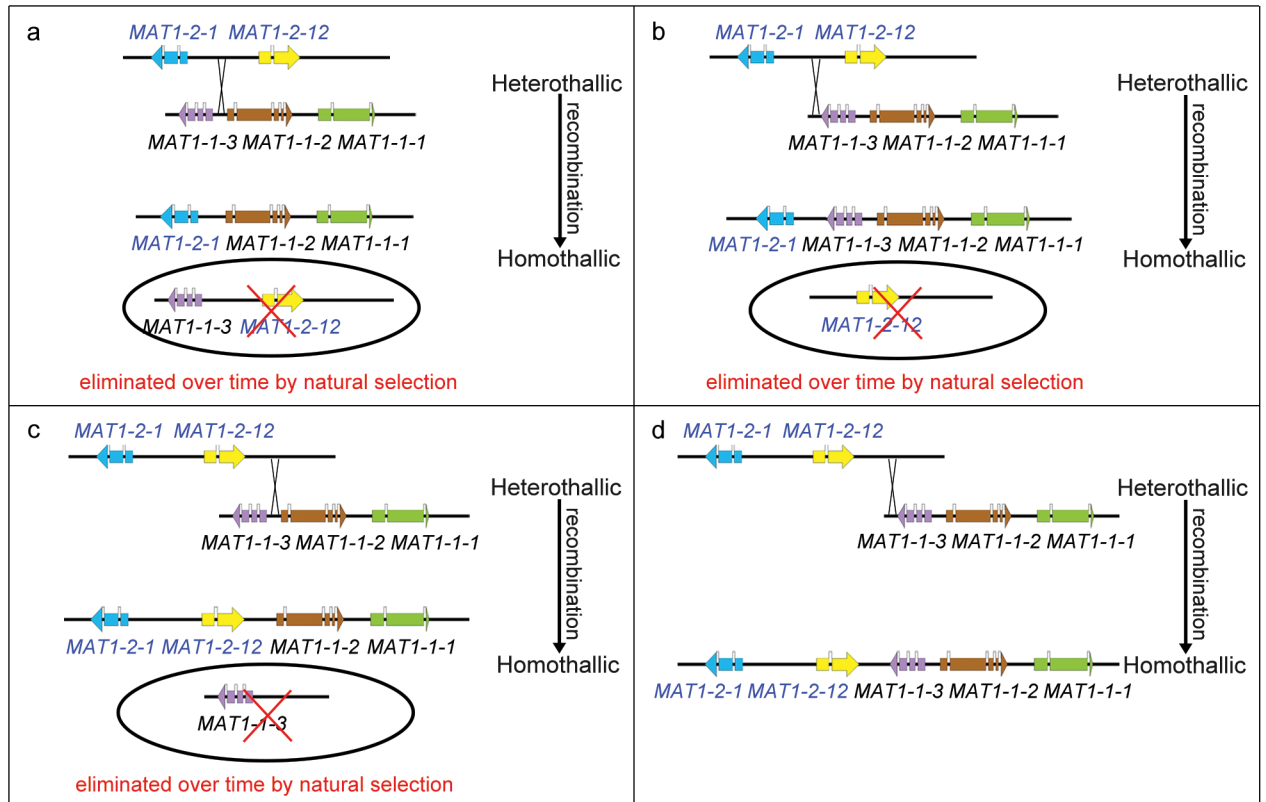 a
MAT1-2-1 MAT1-2-12
Heterothallic
MAT1-1-3 MAT1-1-2 MAT1-1-1
recombination
MAT1-2-1 MAT1-1-2 MAT1-1-1
Homothallic
MAT1-1-3 MAT1-2-12
eliminated over time by natural selection
b
MAT1-2-1 MAT1-2-12
Heterothallic
MAT1-1-3 MAT1-1-2 MAT1-1-1
recombination
MAT1-2-1 MAT1-1-3 MAT1-1-2 MAT1-1-1
Homothallic
MAT1-2-12
eliminated over time by natural selection
c
MAT1-2-1 MAT1-2-12
Heterothallic
MAT1-1-3 MAT1-1-2 MAT1-1-1
recombination
MAT1-2-1 MAT1-2-12 MAT1-1-2 MAT1-1-1
Homothallic
MAT1-1-3
eliminated over time by natural selection
d
MAT1-2-1 MAT1-2-12
Heterothallic
MAT1-1-3 MAT1-1-2 MAT1-1-1
recombination
Homothallic
MAT1-2-1 MAT1-2-12 MAT1-1-3 MAT1-1-2 MAT1-1-1